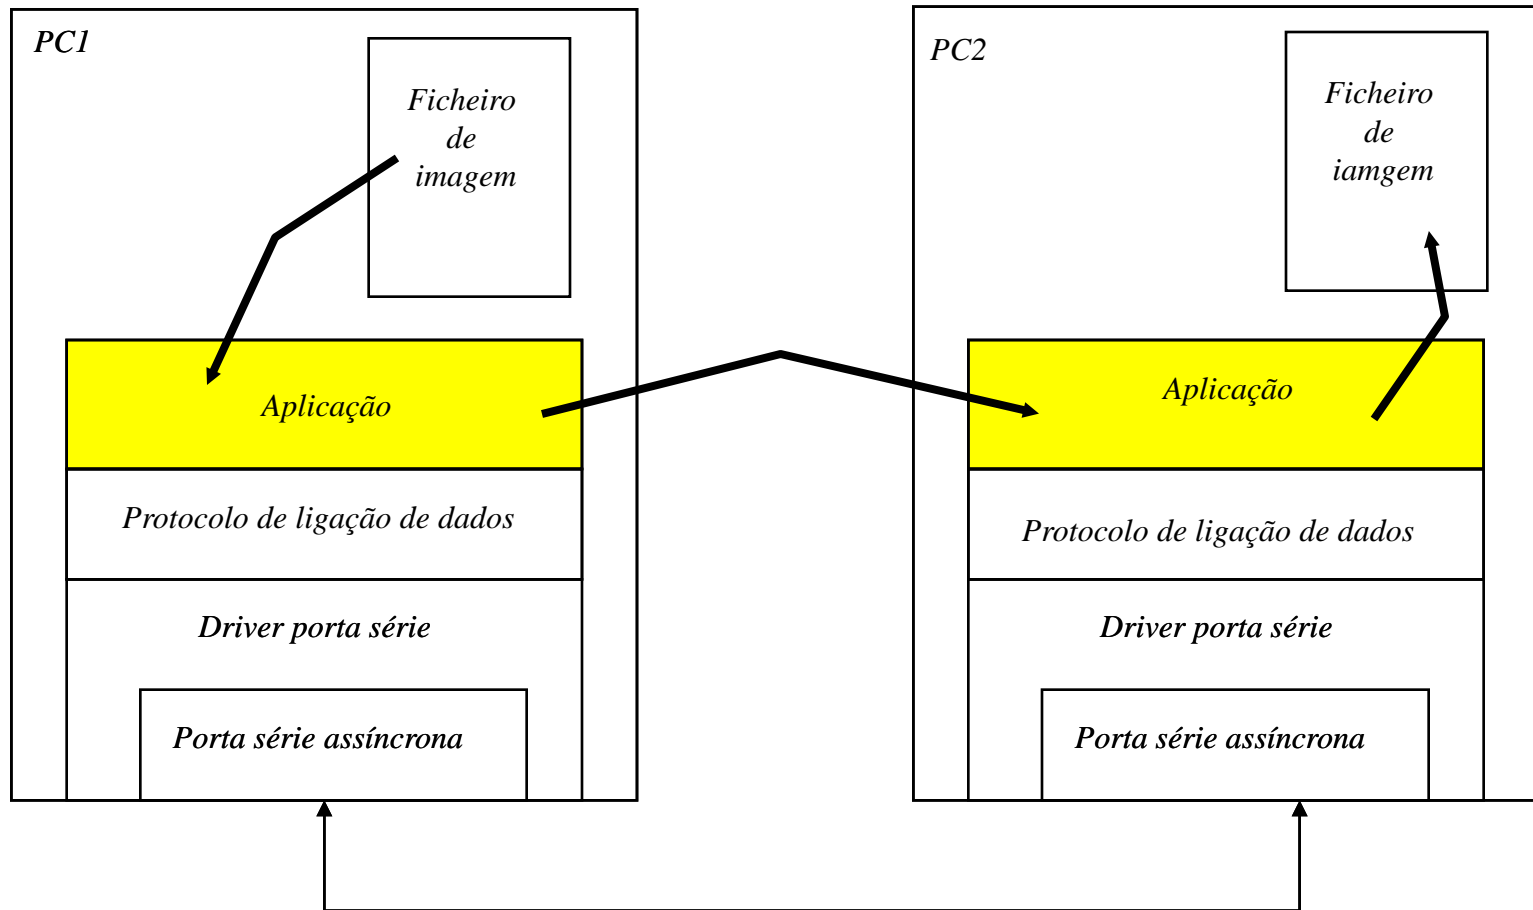 PC1
Ficheiro
de
imagem
Aplicação
Protocolo de ligação de dados
Driver porta série
Porta série assíncrona
PC2
Ficheiro
de
iamgem
Aplicação
Protocolo de ligação de dados
Driver porta série
Porta série assíncrona